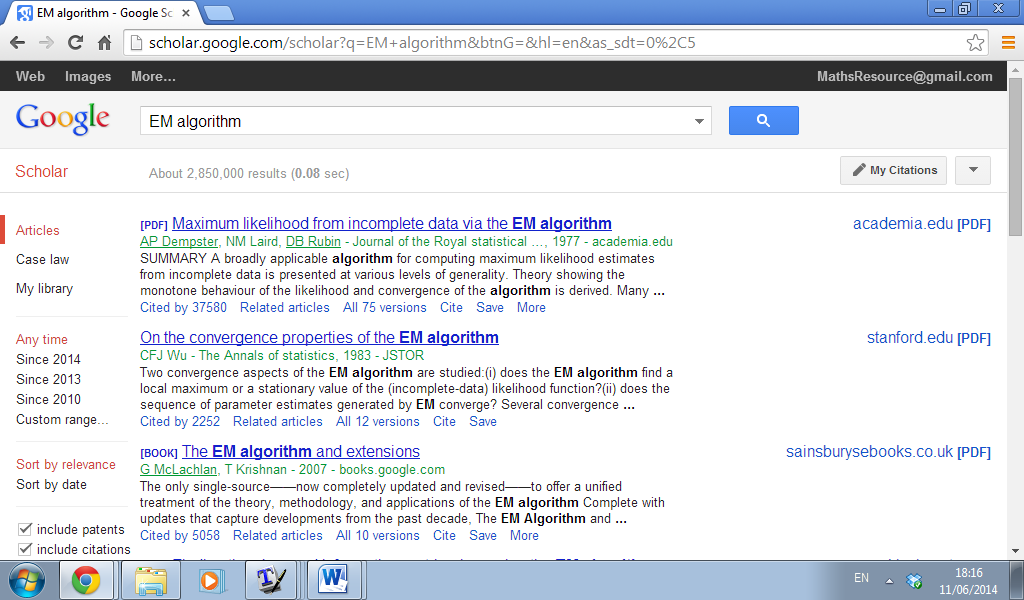 EM algorithm - Google Sc
scholar.google.com/scholar?q=EM+algorithm&btnG=&hl=en&as_sdt=0%2C5
Web Images More... MathsResource@gmail.com
Google EM algorithm
Scholar About 2,850,000 results (0.08 sec) My Citations
Articles
Case law
My library
Any time
Since 2014
Since 2013
Since 2010
Custom range...
Sort by relevance
Sort by date
include patents
include citations
[PDF] Maximum likelihood from incomplete data via the EM algorithm academia.edu [PDF]
AP Dempster, NM Laird, DB Rubin - Journal of the Royal statistical ..., 1977 - academia.edu
SUMMARY A broadly applicable algorithm for computing maximum likelihood estimates
from incomplete data is presented at various levels of generality. Theory showing the
monotone behaviour of the likelihood and convergence of the algorithm is derived. Many ...
Cited by 37580 Related articles All 75 versions Cite Save More
On the convergence properties of the EM algorithm stanford.edu [PDF]
CFJ Wu - The Annals of statistics, 1983 - JSTOR
Two convergence aspects of the EM algorithm are studied:(i) does the EM algorithm find a
local maximum or a stationary value of the (incomplete-data) likelihood function?(ii) does the
sequence of parameter estimates generated by EM converge? Several convergence ...
Cited by 2252 Related articles All 12 versions Cite Save
[BOOK] The EM algorithm and extensions sainsburysebooks.co.uk [PDF]
G McLachlan, T Krishnan - 2007 - books.google.com
The only single-source——now completely updated and revised——to offer a unified
treatment of the theory, methodology, and applications of the EM algorithm Complete with
updates that capture developments from the past decade, The EM Algorithm and ...
Cited by 5058 Related articles All 10 versions Cite Save More
EN 18:16
11/06/2014